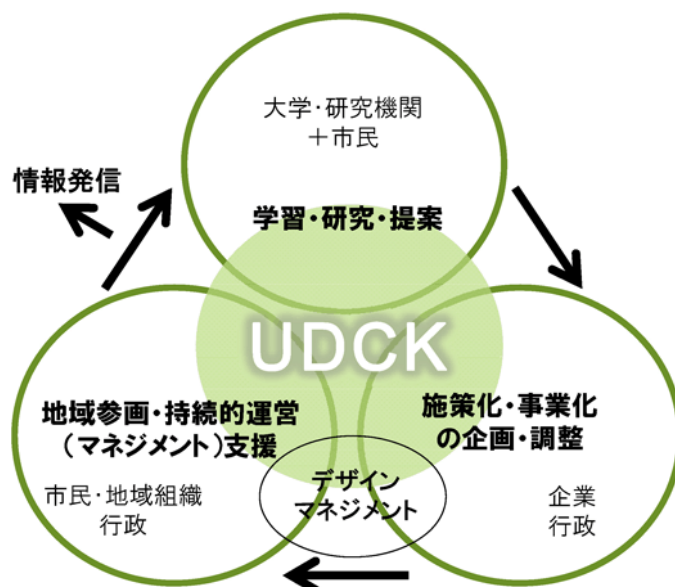 大学・研究機関
＋市民
情報発信
学習・研究・提案
UDCK
地域参画・持続的運営
（マネジメント）支援
施策化・事業化
の企画・調整
デザイン
マネジメント
市民・地域組織
行政
企業
行政